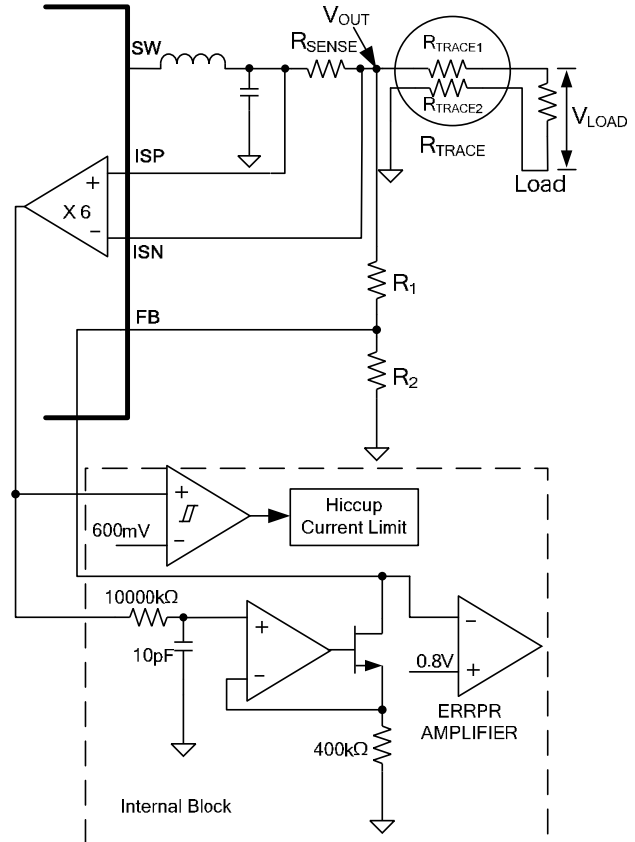 VOUT
SW
RSENSE
RTRACE1
RTRACE2
RTRACE
VLOAD
Load
ISP
+
X 6
−
ISN
R1
FB
R2
+
−
600mV
Hiccup
Current Limit
10000kΩ
10pF
+
−
−
0.8V
+
ERRPR
AMPLIFIER
400kΩ
Internal Block